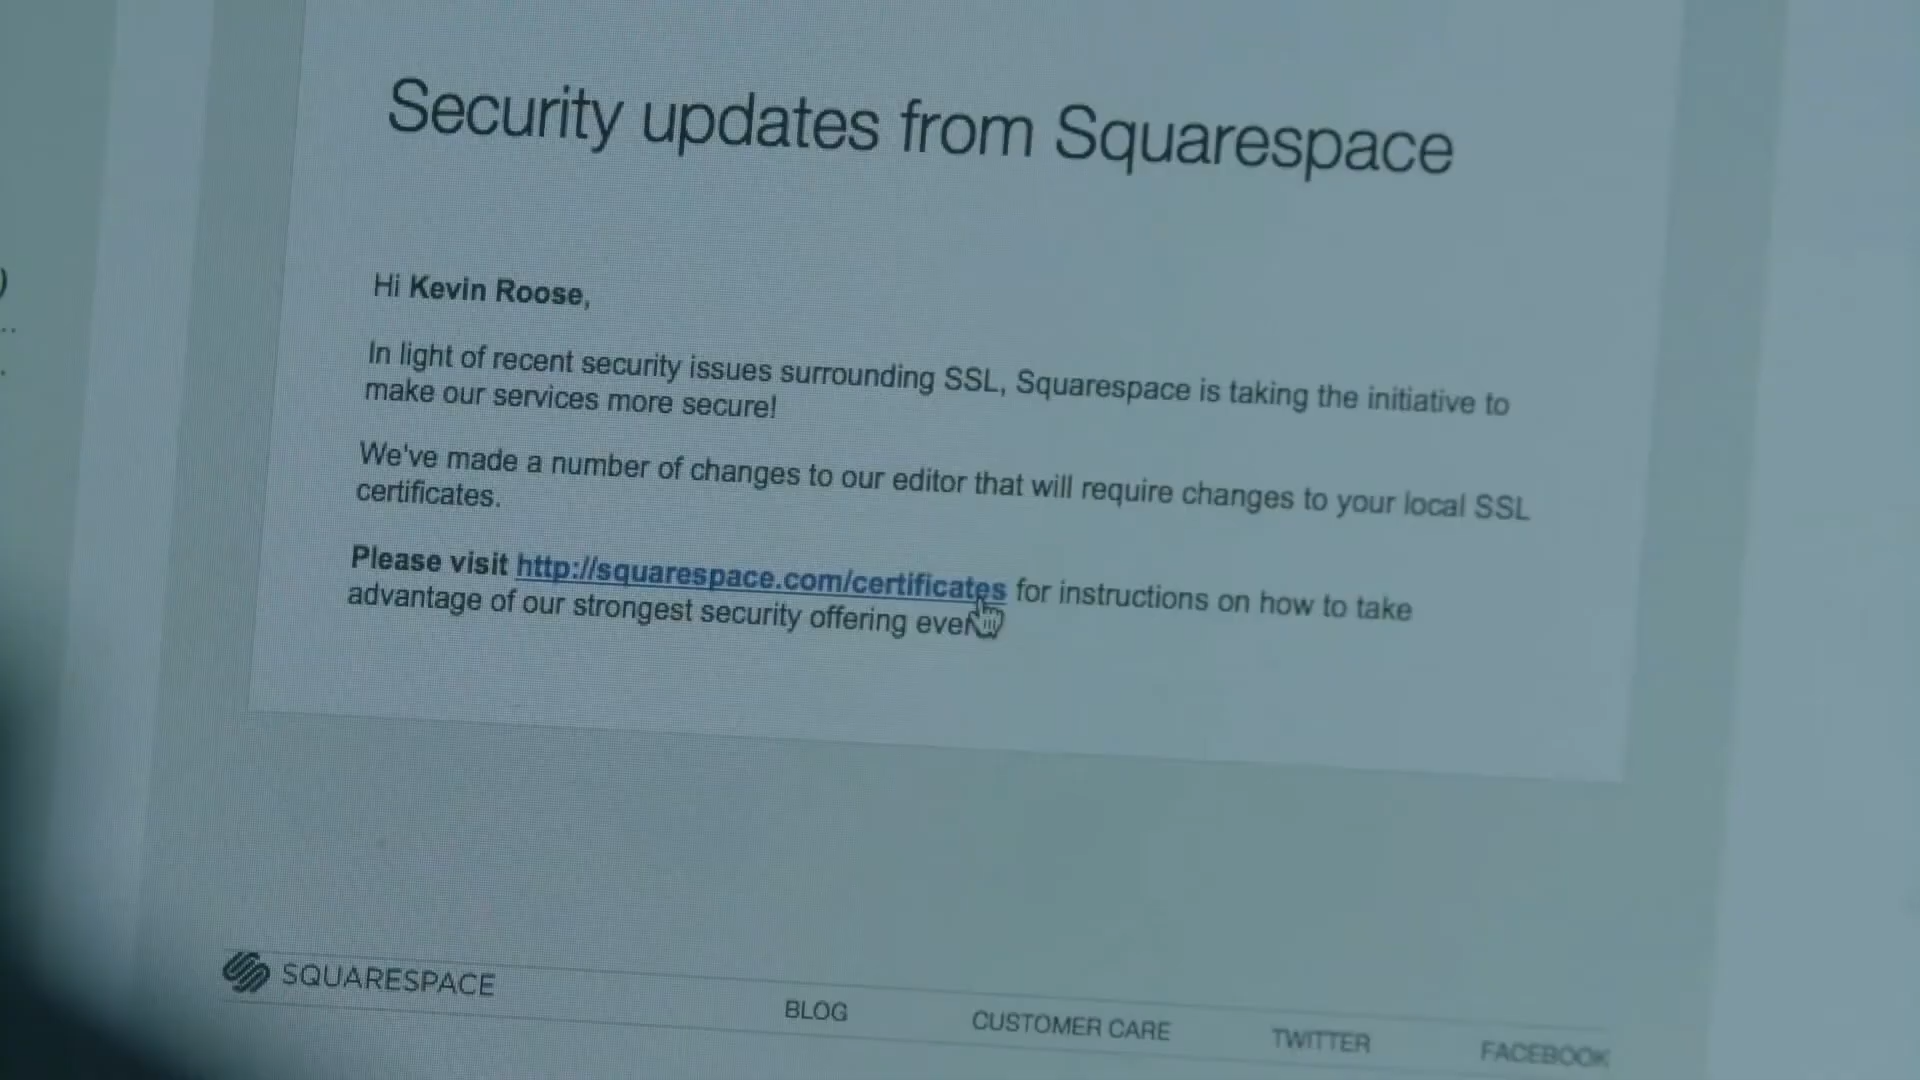 Security updates from Squarespace
Hi Kevin Roose,
In light of recent security issues surrounding SSL, Squarespace is taking the initiative to
make our services more secure!
We've made a number of changes to our editor that will require changes to your local SSL
certificates.
Please visit http://squarespace.com/certificates for instructions on how to take
advantage of our strongest security offering ever
SQUARESPACE
BLOG
CUSTOMER CARE
TWITTER
FACEBOOK